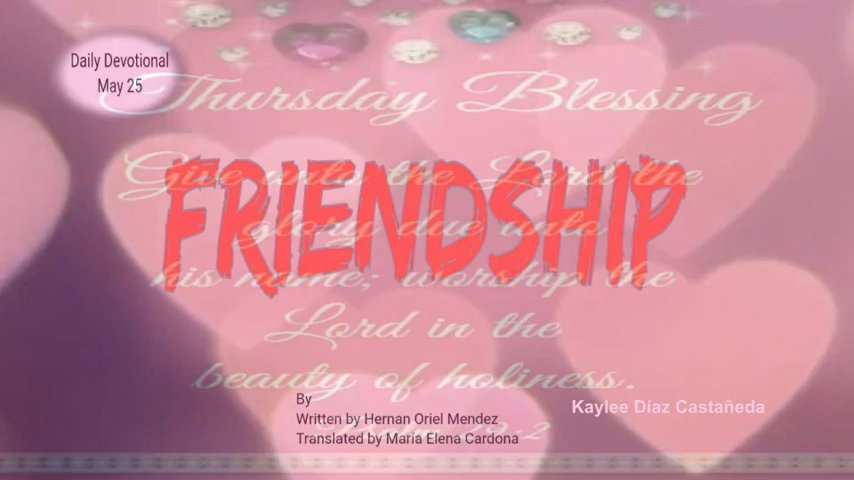 Daily Devotional
May 25
Thursday Blessing
Give unto the Lord the
FRIENDSHIP
glory due unto
his name; worship the
Lord in the
beauty of holiness.
By
Kaylee Díaz Castañeda
Written by Hernan Oriel Mendez
Translated by Maria Elena Cardona